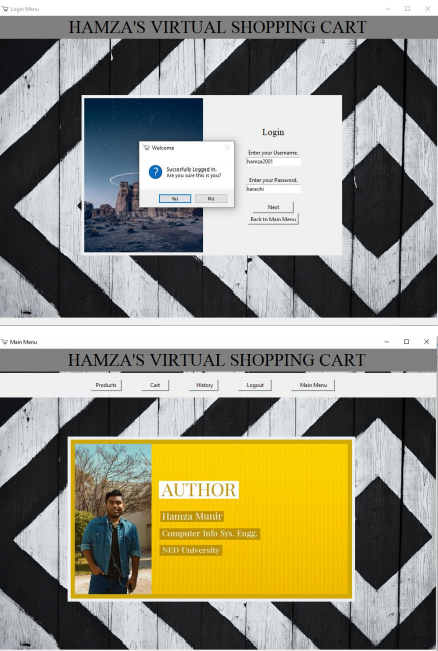 Login Menu
HAMZA'S VIRTUAL SHOPPING CART
Login
Enter your Username.
hamza2001
Enter your Password.
karachi
Next
Back to Main Menu
Welcome
Succerfully Logged In.
Are you sure this is you?
No
Main Menu
HAMZA'S VIRTUAL SHOPPING CART
Products
Cart
History
Logout
Main Menu
AUTHOR
Hamza Munir
Computer Info Sys. Engg.
NED University